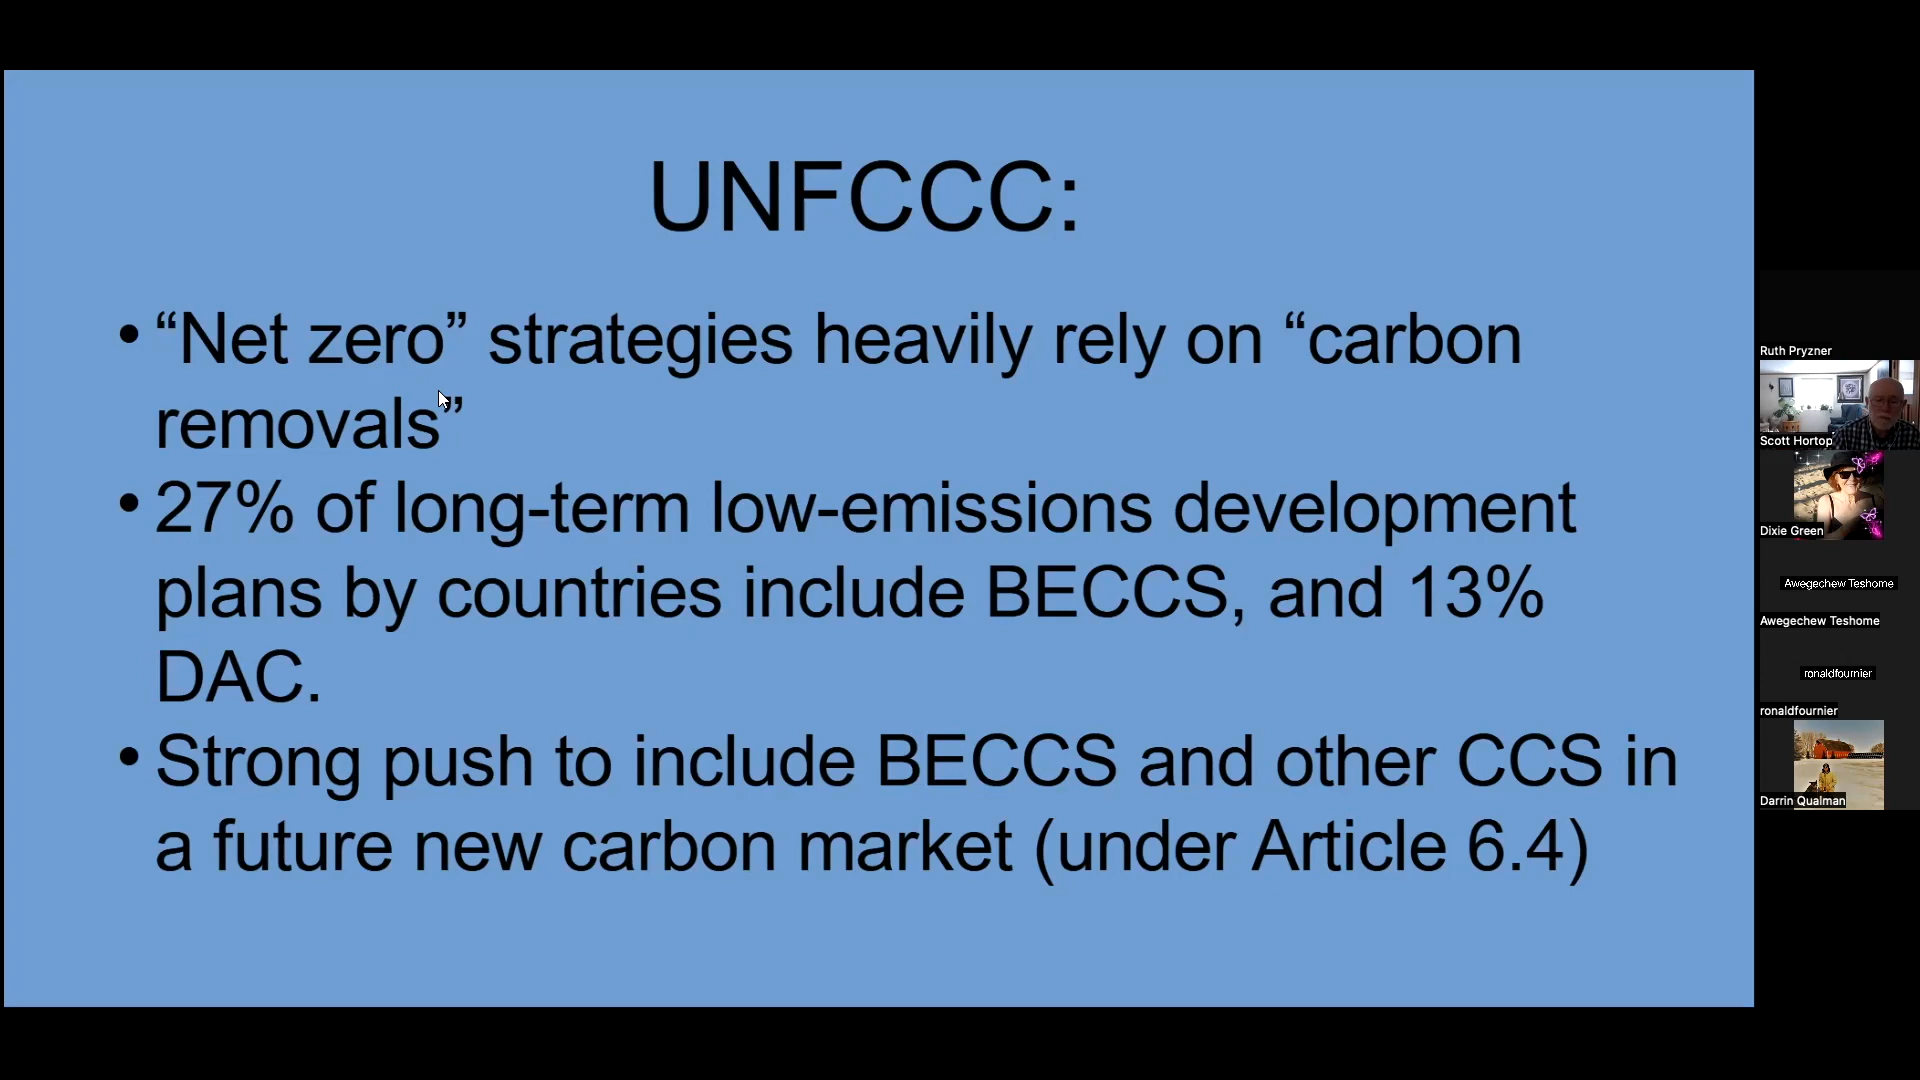 UNFCCC:
• “Net zero” strategies heavily rely on “carbon
removals”
• 27% of long-term low-emissions development
plans by countries include BECCS, and 13%
DAC.
• Strong push to include BECCS and other CCS in
a future new carbon market (under Article 6.4)
Ruth Pryzner
Scott Hortop
Dixie Green
Awegechew Teshome
Awegechew Teshome
ronaldfournier
ronaldfournier
Darrin Qualman